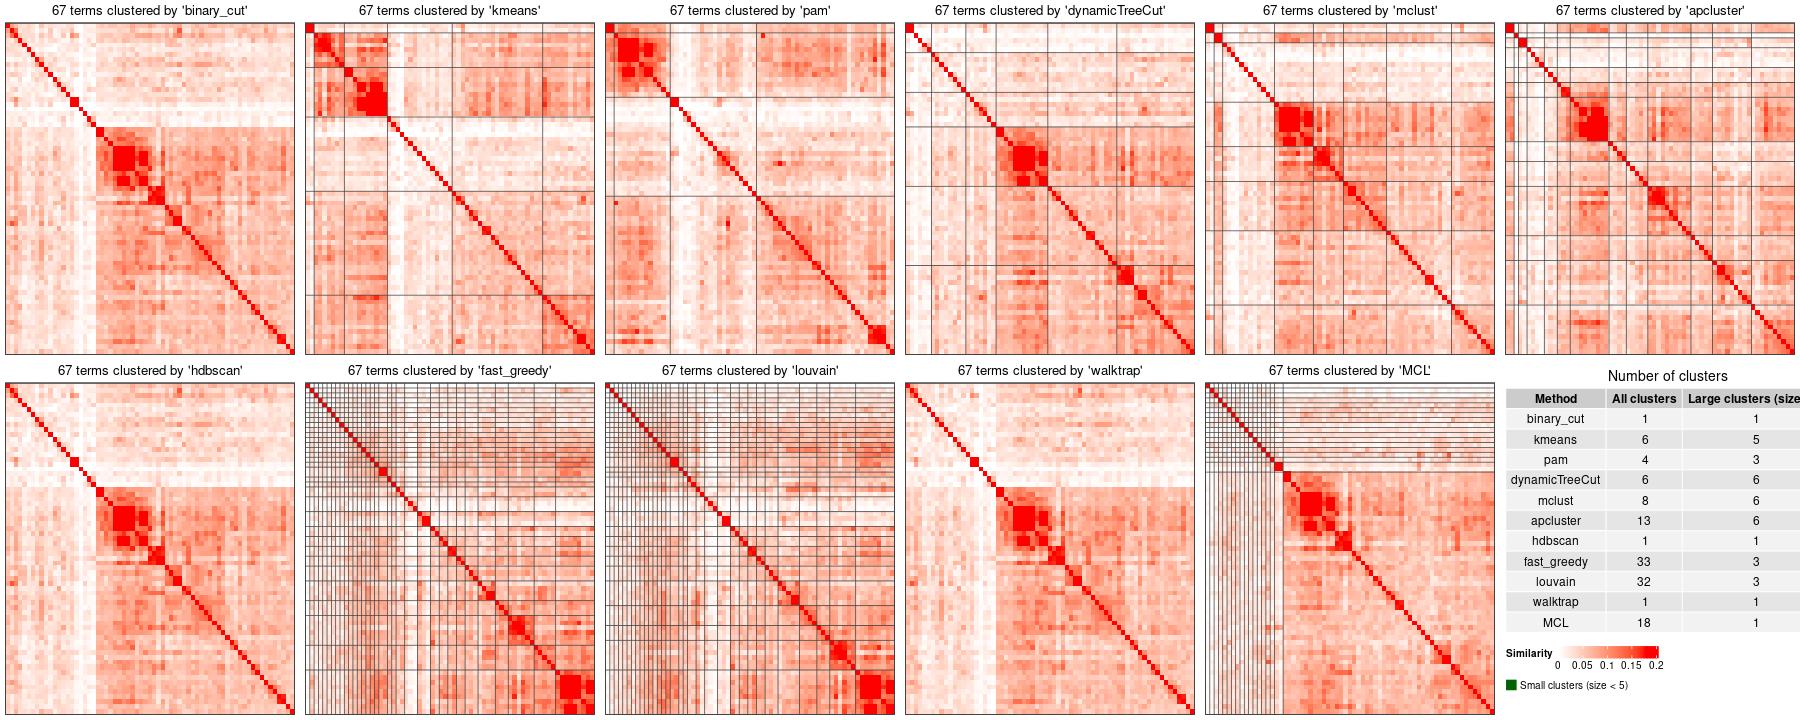 67 terms clustered by 'binary_cut'
67 terms clustered by 'kmeans'
67 terms clustered by 'pam'
67 terms clustered by 'dynamicTreeCut'
67 terms clustered by 'mclust'
67 terms clustered by 'apcluster'
67 terms clustered by 'hdbscan'
67 terms clustered by 'fast_greedy'
67 terms clustered by 'louvain'
67 terms clustered by 'walktrap'
67 terms clustered by 'MCL'
Number of clusters
Method All clusters Large clusters (size
binary_cut 1 1
kmeans 6 5
pam 4 3
dynamicTreeCut 6 6
mclust 8 6
apcluster 13 6
hdbscan 1 1
fast_greedy 33 3
louvain 32 3
walktrap 1 1
MCL 18 1
Similarity
0 0.05 0.1 0.15 0.2
Small clusters (size < 5)